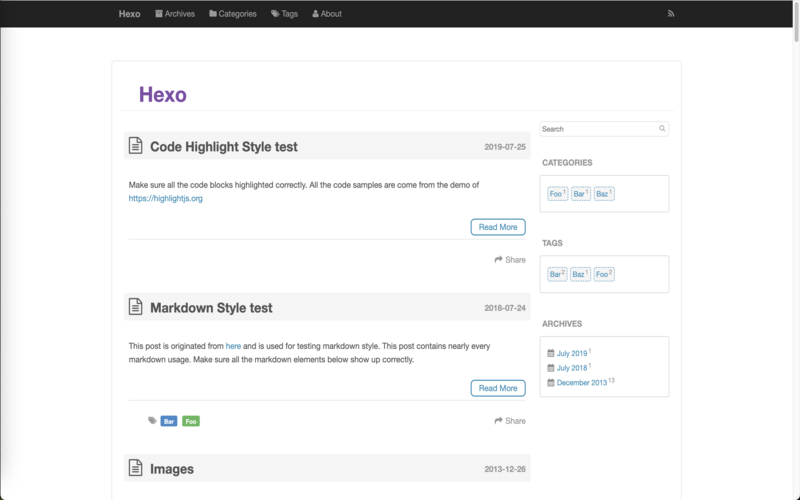 Hexo Archives Categories Tags About
Hexo
Code Highlight Style test 2019-07-25
Make sure all the code blocks highlighted correctly. All the code samples are come from the demo of
https://highlightjs.org
Read More
Share
Markdown Style test 2018-07-24
This post is originated from here and is used for testing markdown style. This post contains nearly every
markdown usage. Make sure all the markdown elements below show up correctly.
Read More
Bar Foo Share
Images 2013-12-26
Search
CATEGORIES
Foo 1 Bar 1 Baz 1
TAGS
Bar 2 Baz 1 Foo 2
ARCHIVES
July 2019 1
July 2018 1
December 2013 13